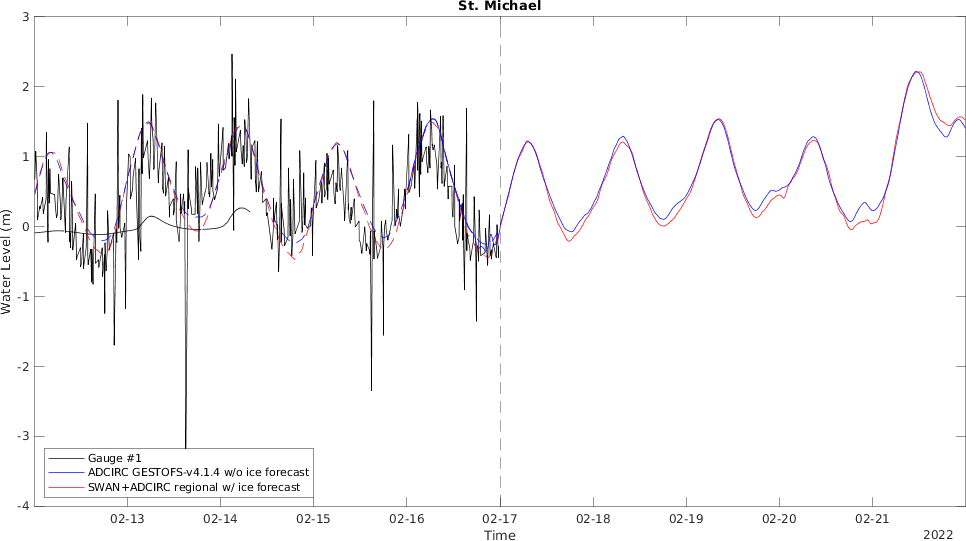 St. Michael
3
2
1
0
-1
-2
-3
-4
Water Level (m)
Gauge #1
ADCIRC GESTOFS-v4.1.4 w/o ice forecast
SWAN+ADCIRC regional w/ ice forecast
02-13 02-14 02-15 02-16 02-17 02-18 02-19 02-20 02-21
Time
2022